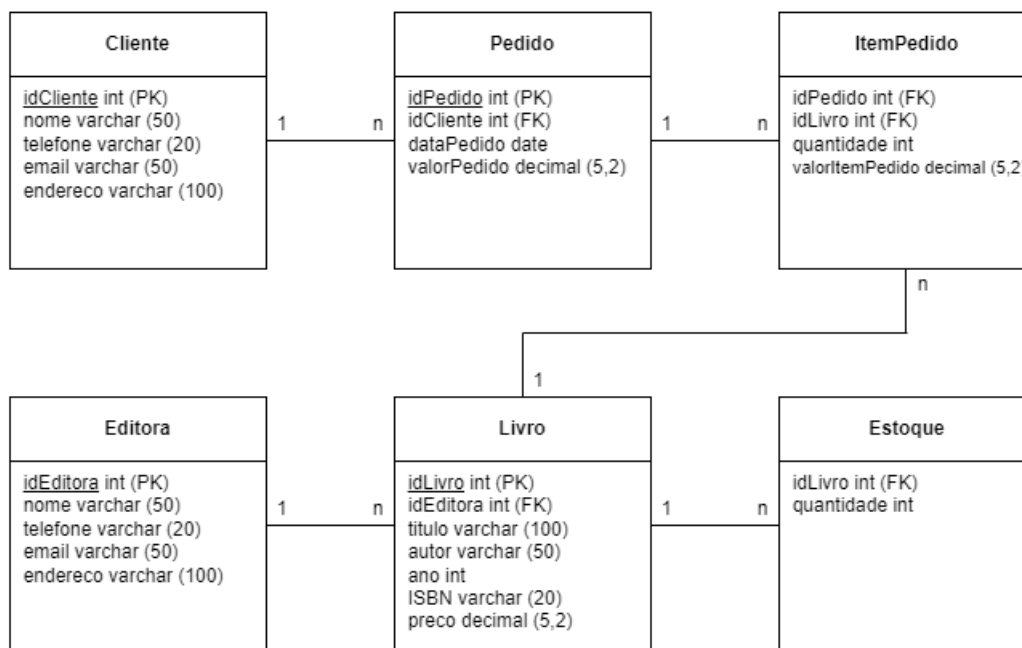 Cliente
idCliente int (PK)
nome varchar (50)
telefone varchar (20)
email varchar (50)
endereco varchar (100)
1
n
Pedido
idPedido int (PK)
idCliente int (FK)
dataPedido date
valorPedido decimal (5,2)
1
n
ItemPedido
idPedido int (FK)
idLivro int (FK)
quantidade int
valorItemPedido decimal (5,2
n
1
Editora
idEditora int (PK)
nome varchar (50)
telefone varchar (20)
email varchar (50)
endereco varchar (100)
1
n
Livro
idLivro int (PK)
idEditora int (FK)
titulo varchar (100)
autor varchar (50)
ano int
ISBN varchar (20)
preco decimal (5,2)
1
n
Estoque
idLivro int (FK)
quantidade int